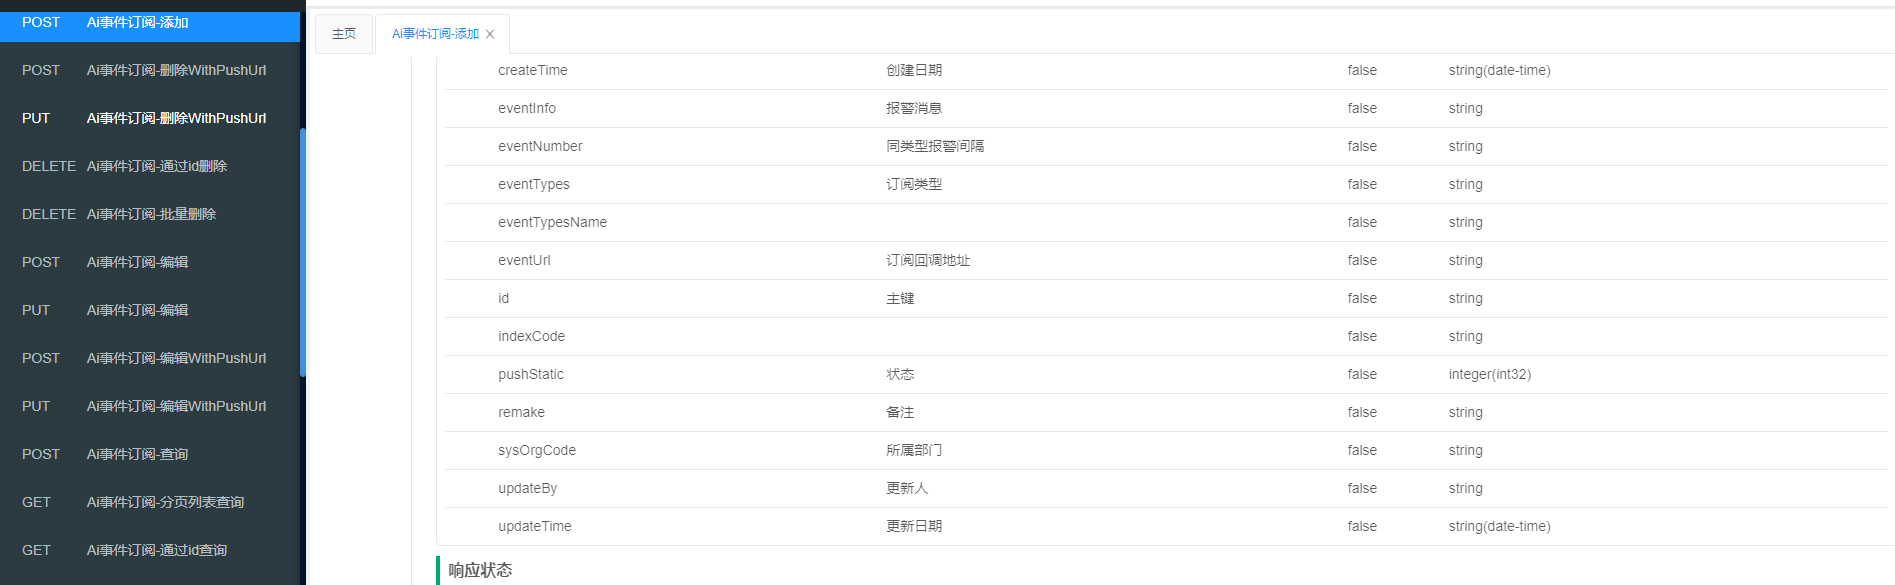 POST Ai事件订阅-添加
POST Ai事件订阅-删除WithPushUrl
PUT Ai事件订阅-删除WithPushUrl
DELETE Ai事件订阅-通过id删除
DELETE Ai事件订阅-批量删除
POST Ai事件订阅-编辑
PUT Ai事件订阅-编辑
POST Ai事件订阅-编辑WithPushUrl
PUT Ai事件订阅-编辑WithPushUrl
POST Ai事件订阅-查询
GET Ai事件订阅-分页列表查询
GET Ai事件订阅-通过id查询
主页 Ai事件订阅-添加
createTime 创建日期 false string(date-time)
eventInfo 报警消息 false string
eventNumber 同类型报警间隔 false string
eventTypes 订阅类型 false string
eventTypesName false string
eventUrl 订阅回调地址 false string
id 主键 false string
indexCode false string
pushStatic 状态 false integer(int32)
remake 备注 false string
sysOrgCode 所属部门 false string
updateBy 更新人 false string
updateTime 更新日期 false string(date-time)
响应状态